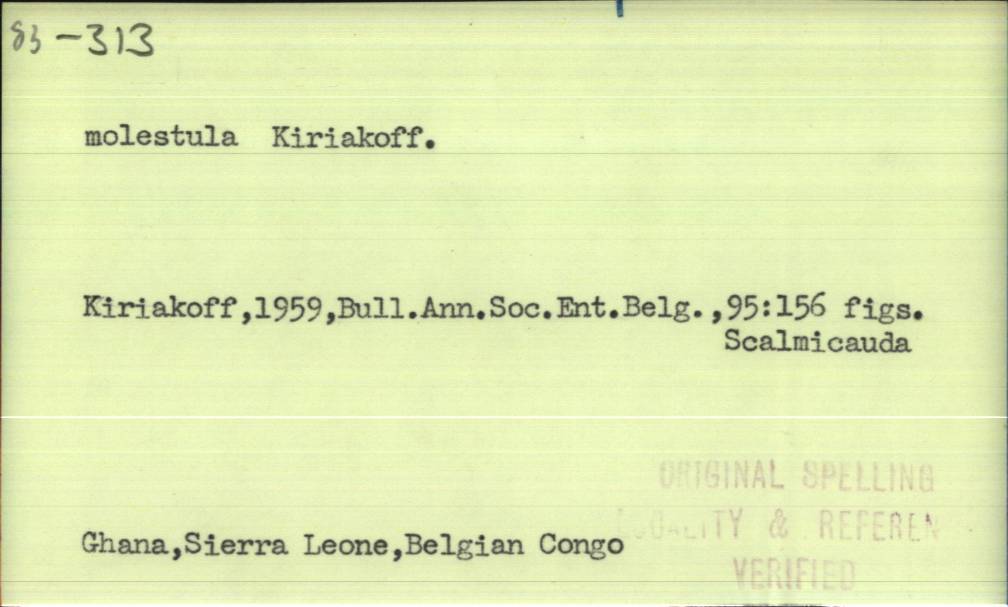 83-313
molestula Kiriakoff.
Kiriakoff,1959,Bull.Ann.Soc.Ent.Belg.,95:156 figs.
Scalmicauda
ORIGINAL SPELLING
& REFEREN
Ghana,Sierra Leone,Belgian Congo
VERIFIED